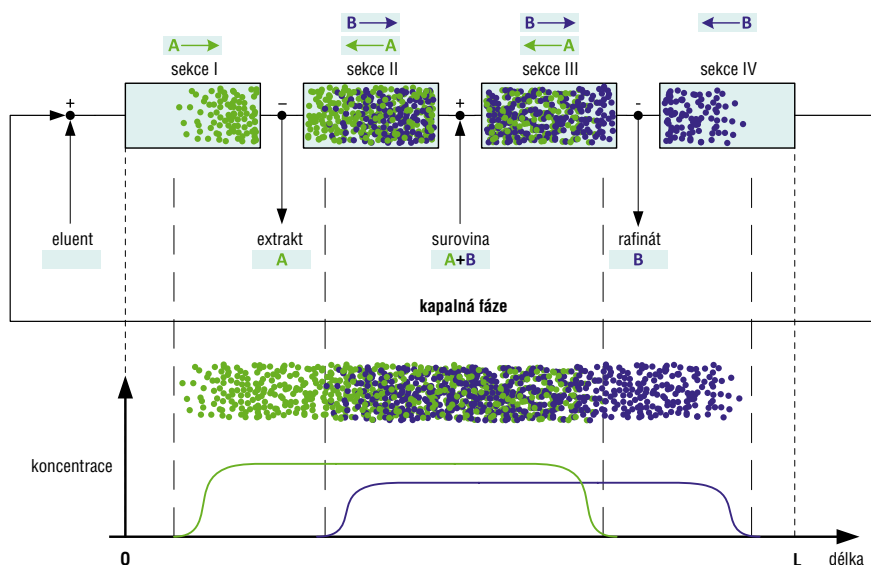 B B B
A A A
sekce I sekce II sekce III sekce IV
+ – + -
eluent extrakt surovina rafinát
A A+B B
kapalná fáze
koncentrace
0 L délka